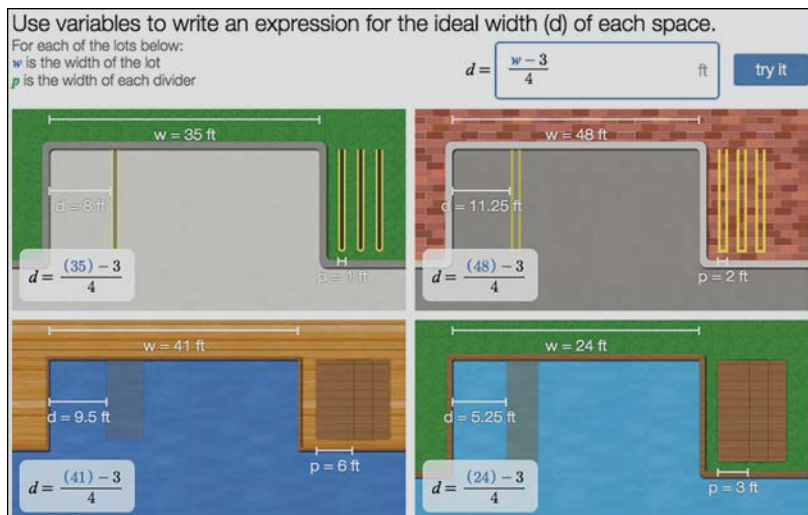 Use variables to write an expression for the ideal width (d) of each space.
For each of the lots below:
w is the width of the lot
p is the width of each divider
d = (w − 3)/4 ft
try it
w = 35 ft
d = 8 ft
p = 1 ft
d = ((35) − 3)/4
w = 48 ft
d = 11.25 ft
p = 2 ft
d = ((48) − 3)/4
w = 41 ft
d = 9.5 ft
p = 6 ft
d = ((41) − 3)/4
w = 24 ft
d = 5.25 ft
p = 3 ft
d = ((24) − 3)/4